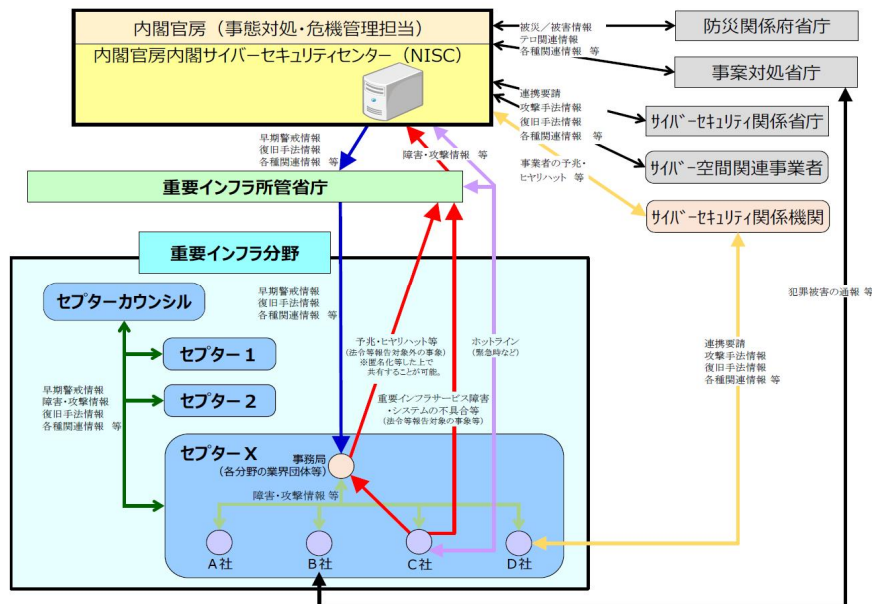 内閣官房（事態対処・危機管理担当）
内閣官房内閣サイバーセキュリティセンター（NISC）
被災／被害情報
テロ関連情報
各種関連情報　等
防災関係府省庁
事案対処省庁
連携要請
攻撃手法情報
復旧手法情報
各種関連情報　等
サイバーセキュリティ関係省庁
サイバー空間関連事業者
事業者の予兆・
ヒヤリハット　等
サイバーセキュリティ関係機関
早期警戒情報
復旧手法情報
各種関連情報　等
障害・攻撃情報　等
重要インフラ所管省庁
重要インフラ分野
セプターカウンシル
早期警戒情報
復旧手法情報
各種関連情報　等
犯罪被害の通報 等
セプター１
予兆・ヒヤリハット等
（法令等報告対象外の事象）
※匿名化等した上で
共有することが可能。
ホットライン
（緊急時など）
連携要請
攻撃手法情報
復旧手法情報
各種関連情報 等
早期警戒情報
障害・攻撃情報
復旧手法情報
各種関連情報　等
セプター２
重要インフラサービス障害
・システムの不具合等
（法令等報告対象の事象等）
セプターＸ
事務局
（各分野の業界団体等）
障害・攻撃情報 等
Ａ社
Ｂ社
Ｃ社
Ｄ社